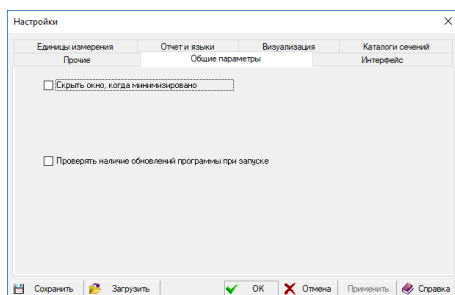 Настройки
Единицы измерения Отчет и языки Визуализация Каталоги сечений
Прочие Общие параметры Интерфейс
Скрыть окно, когда минимизировано
Проверять наличие обновлений программы при запуске
Сохранить Загрузить OK Отмена Применить Справка